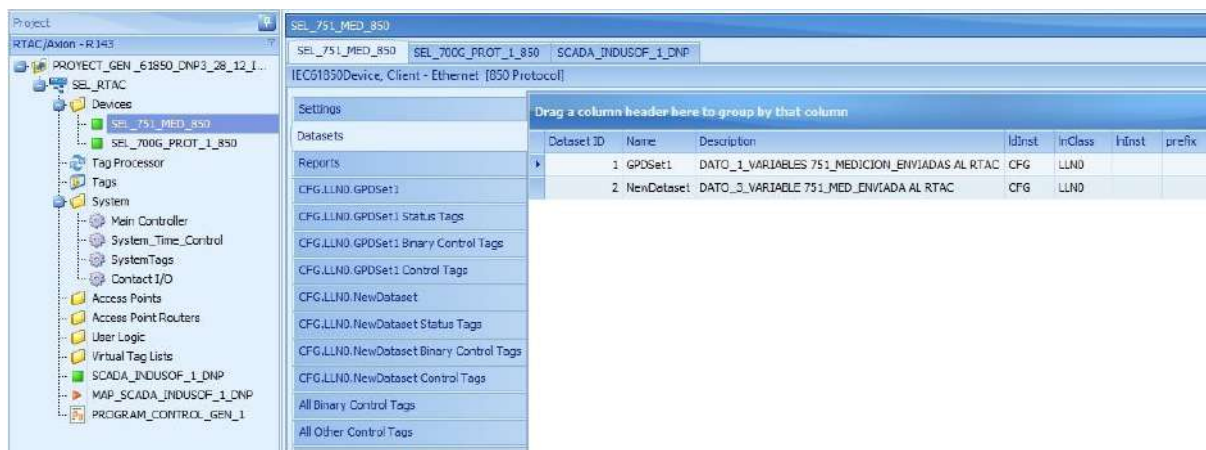 Project
RTAC/Axion - R143
PROYECT_GEN _61850_DNP3_28_12_I...
SEL_RTAC
Devices
SEL_751_MED_850
SEL_700G_PROT_1_850
Tag Processor
Tags
System
Main Controller
System_Time_Control
SystemTags
Contact I/O
Access Points
Access Point Routers
User Logic
Virtual Tag Lists
SCADA_INDUSOF_1_DNP
MAP_SCADA_INDUSOF_1_DNP
PROGRAM_CONTROL_GEN_1
SEL_751_MED_850
SEL_751_MED_850 SEL_700G_PROT_1_850 SCADA_INDUSOF_1_DNP
IEC61850Device, Client - Ethernet [850 Protocol]
Settings
Datasets
Reports
CFG.LLN0.GPDSet1
CFG.LLN0.GPDSet1 Status Tags
CFG.LLN0.GPDSet1 Binary Control Tags
CFG.LLN0.GPDSet1 Control Tags
CFG.LLN0.NewDataset
CFG.LLN0.NewDataset Status Tags
CFG.LLN0.NewDataset Binary Control Tags
CFG.LLN0.NewDataset Control Tags
All Binary Control Tags
All Other Control Tags
Drag a column header here to group by that column
Dataset ID Name Description ldInst lnClass lnInst prefix
1 GPDSet1 DATO_1_VARIABLES 751_MEDICION_ENVIADAS AL RTAC CFG LLN0
2 NewDataset DATO_3_VARIABLE 751_MED_ENVIADA AL RTAC CFG LLN0